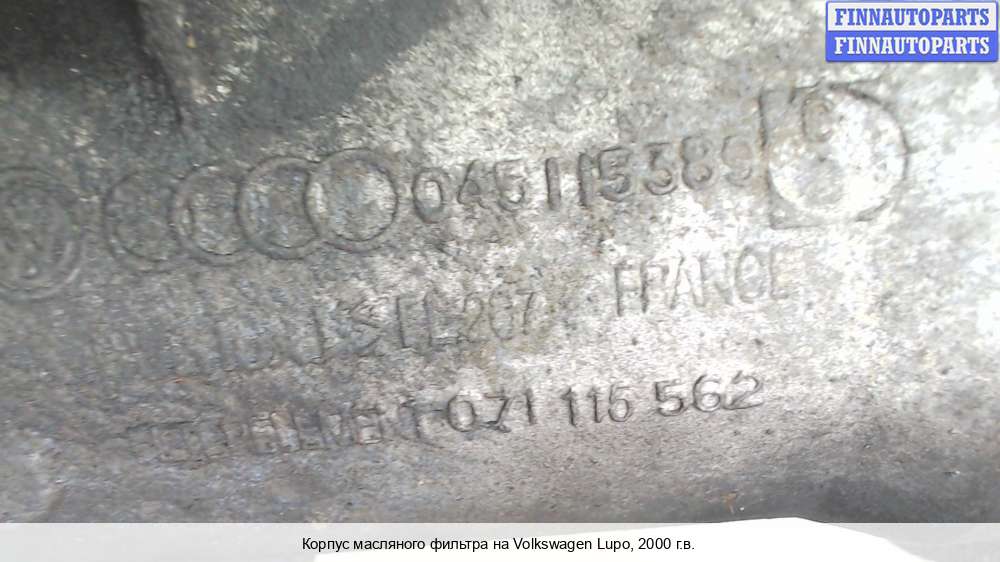 FINNAUTOPARTS
FINNAUTOPARTS
045115389 C
FRANCE
071 115 562
Корпус масляного фильтра на Volkswagen Lupo, 2000 г.в.